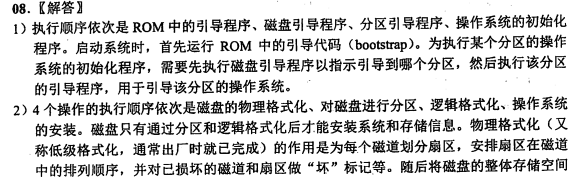 08.【解答】
1）执行顺序依次是 ROM 中的引导程序、磁盘引导程序、分区引导程序、操作系统的初始化
程序。启动系统时，首先运行 ROM 中的引导代码（bootstrap）。为执行某个分区的操作
系统的初始化程序，需要先执行磁盘引导程序以指示引导到哪个分区，然后执行该分区
的引导程序，用于引导该分区的操作系统。
2）4 个操作的执行顺序依次是磁盘的物理格式化、对磁盘进行分区、逻辑格式化、操作系统
的安装。磁盘只有通过分区和逻辑格式化后才能安装系统和存储信息。物理格式化（又
称低级格式化，通常出厂时就已完成）的作用是为每个磁道划分扇区，安排扇区在磁道
中的排列顺序，并对已损坏的磁道和扇区做“坏”标记等。随后将磁盘的整体存储空间